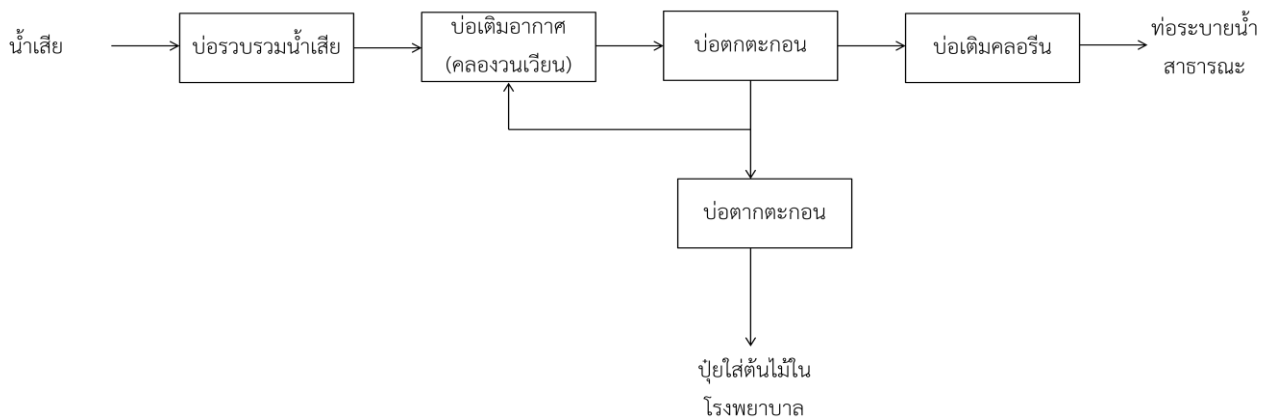 น้ำเสีย
บ่อรวบรวมน้ำเสีย
บ่อเติมอากาศ
(คลองวนเวียน)
บ่อตกตะกอน
บ่อเติมคลอรีน
ท่อระบายน้ำ
สาธารณะ
บ่อตากตะกอน
ปุ๋ยใส่ต้นไม้ใน
โรงพยาบาล